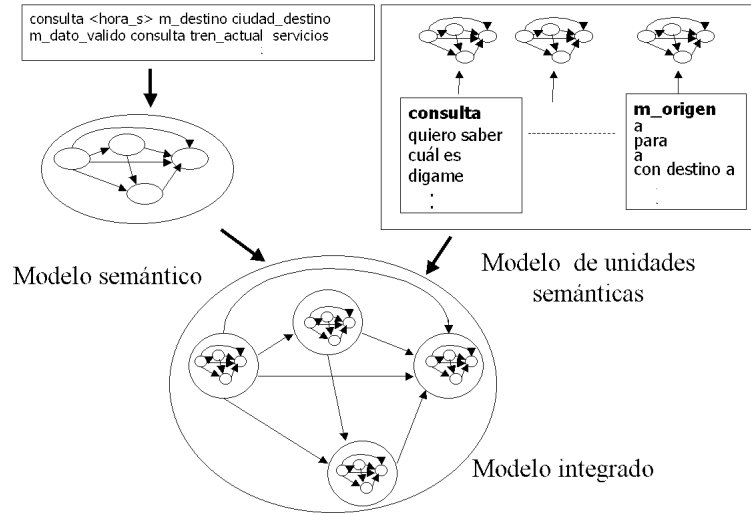 consulta <hora_s> m_destino ciudad_destino
m_dato_valido consulta tren_actual servicios
:
consulta
quiero saber
cuál es
digame
:
m_origen
a
para
a
con destino a
:
Modelo semántico
Modelo de unidades
semánticas
Modelo integrado